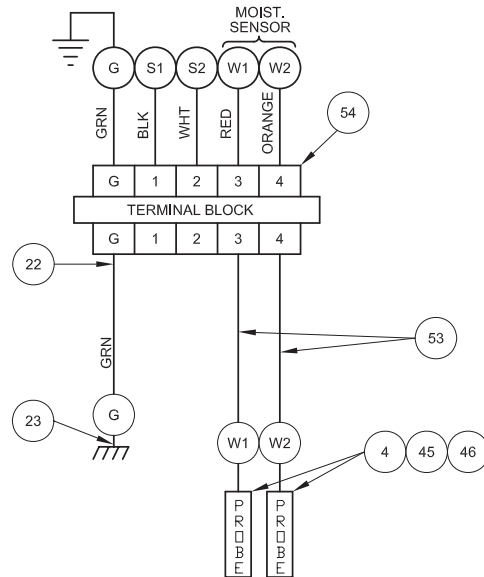 MOIST.
SENSOR
G S1 S2 W1 W2
GRN BLK WHT RED ORANGE
54
G 1 2 3 4
TERMINAL BLOCK
G 1 2 3 4
22
53
GRN
23
G
W1 W2
4 45 46
PROBE PROBE